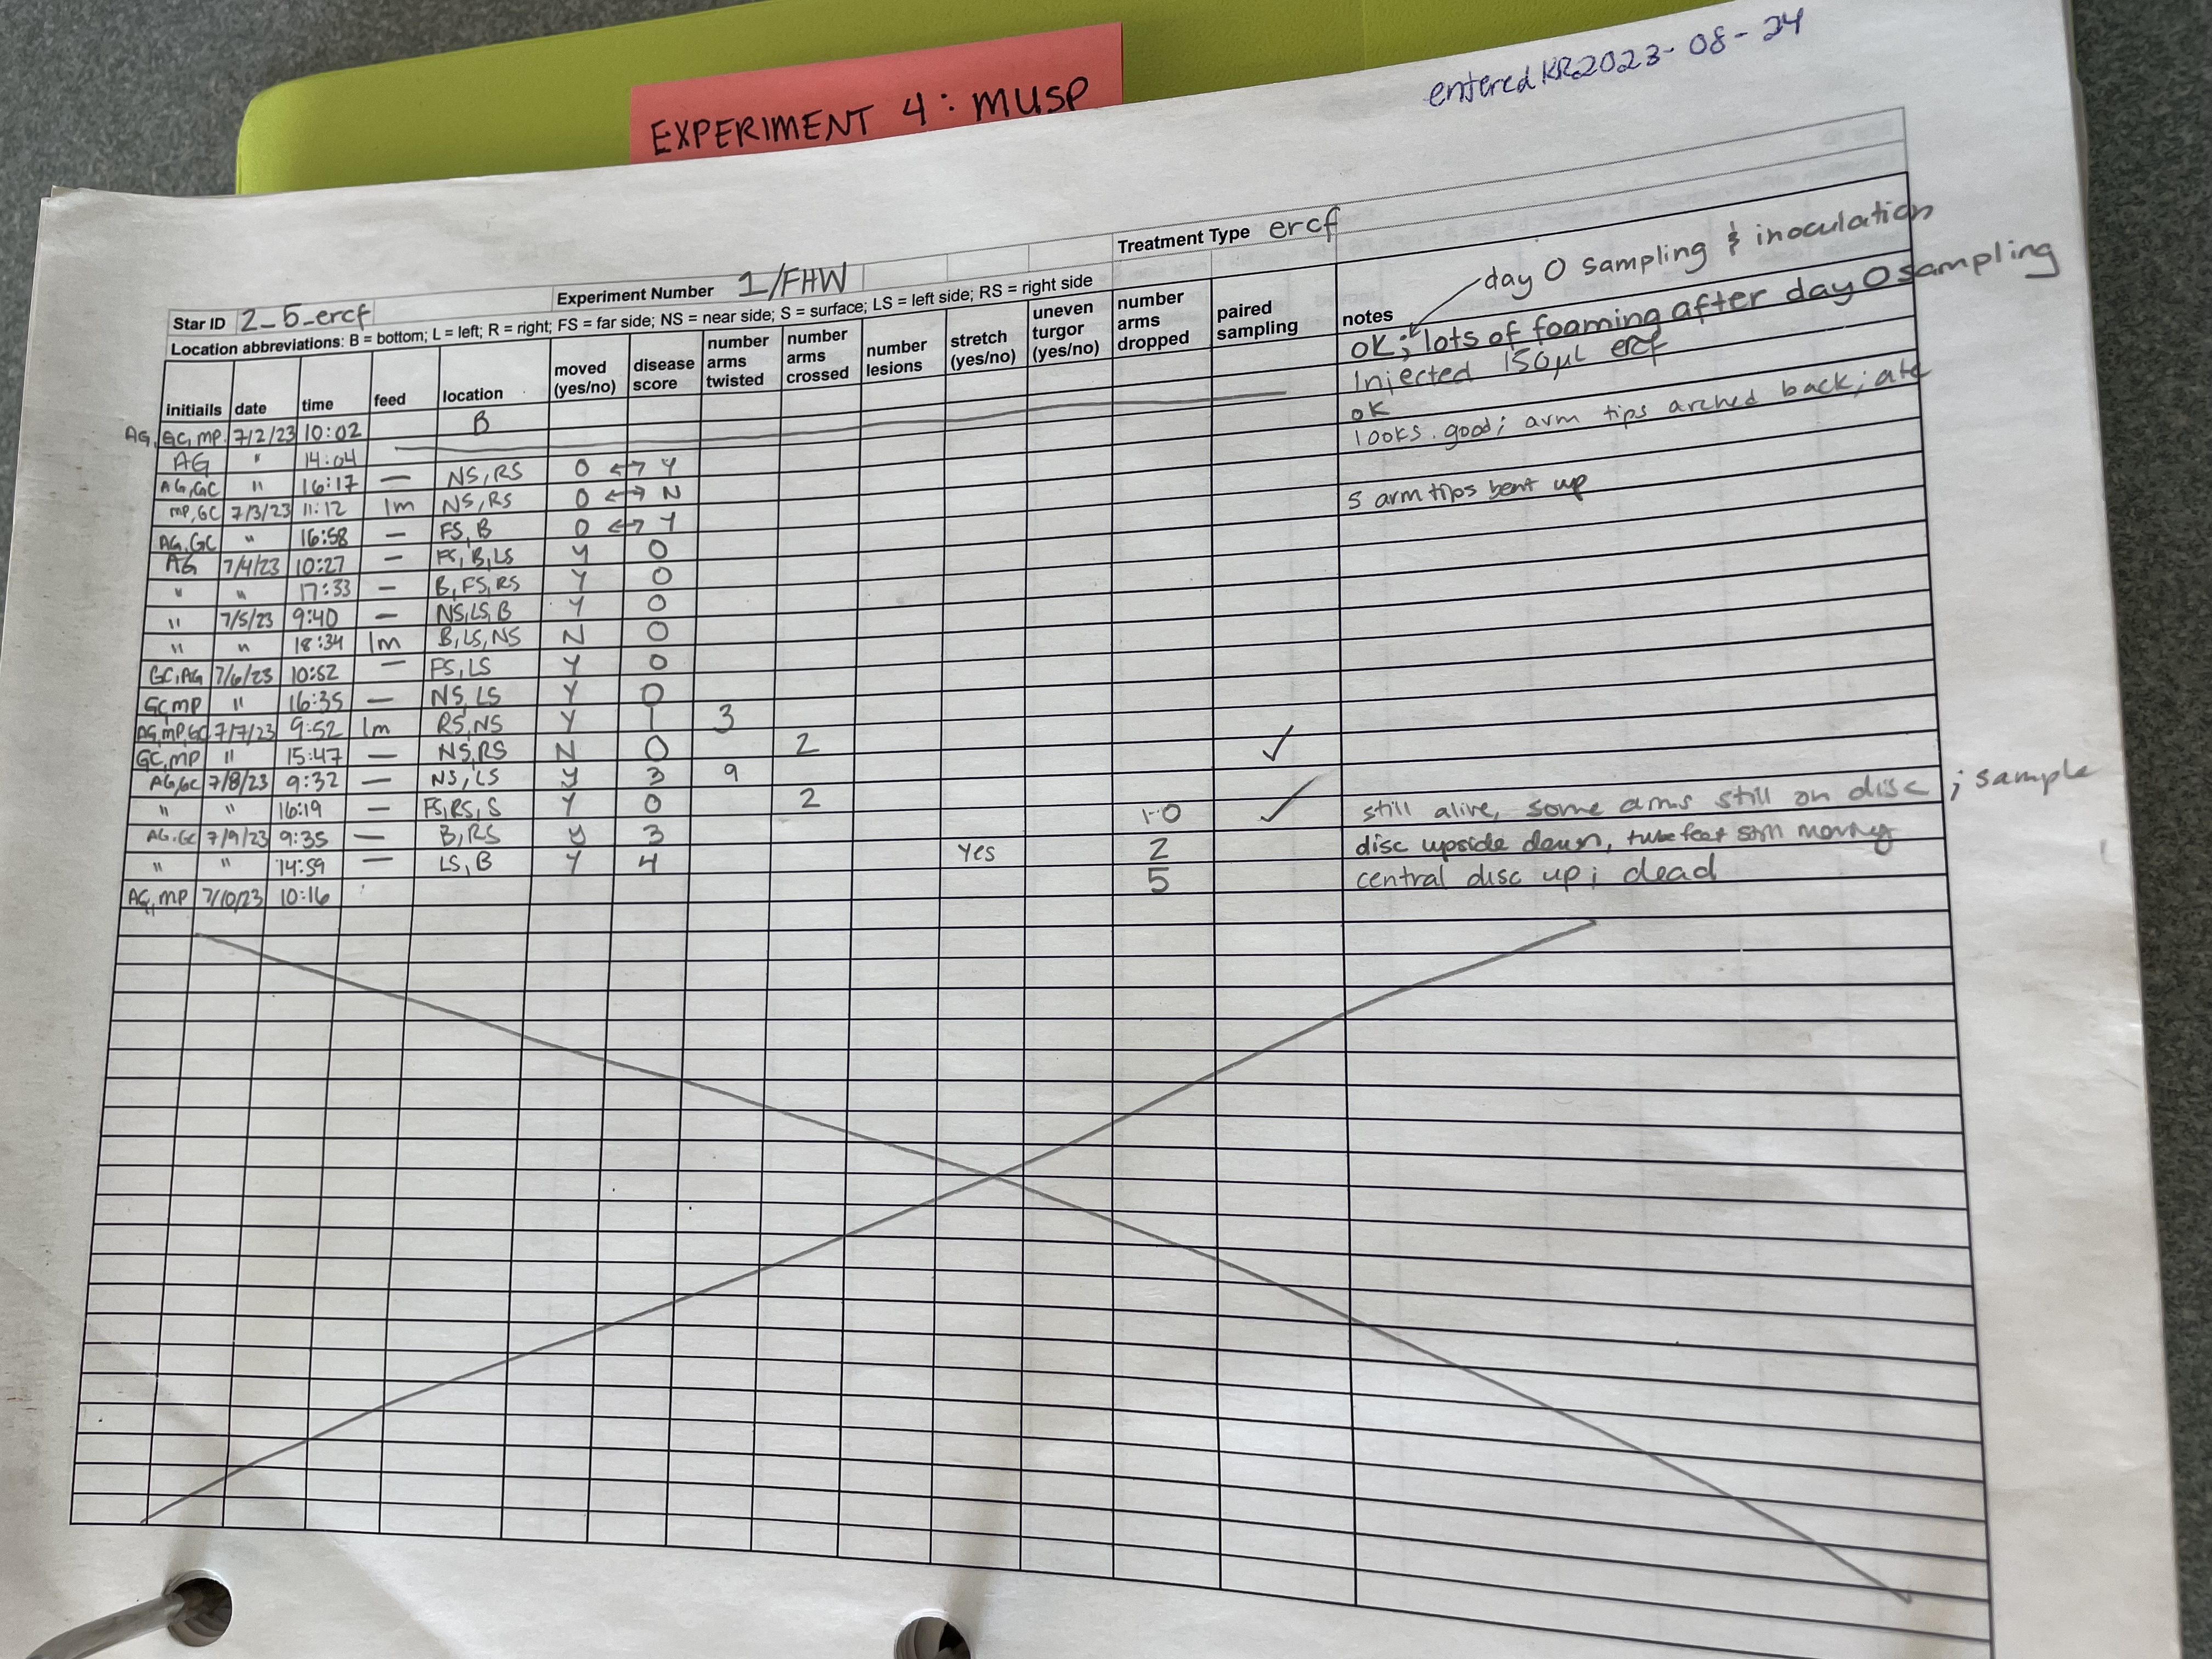 entered KR 2023-08-24
EXPERIMENT 4: MUSP
Treatment Type ercf
Experiment Number 1/FHW
Star ID 2_5_ercf
Location abbreviations: B = bottom; L = left; R = right; FS = far side; NS = near side; S = surface; LS = left side; RS = right side
initials date time feed location moved (yes/no) disease score number arms twisted number arms crossed number lesions stretch (yes/no) uneven turgor (yes/no) number arms dropped paired sampling notes
day 0 sampling & inoculation
AG, GC, MP 7/2/23 10:02 B OK; lots of foaming after day 0 sampling
AG " 14:04 Injected 150μL ercf
AG, GC " 16:17 — NS, RS 0 ↔ Y OK
MP, GC 7/3/23 11:12 1m NS, RS 0 ↔ N looks good; arm tips arched back; ate
AG, GC " 16:58 — FS, B 0 ↔ Y
AG 7/4/23 10:27 — FS, B, LS Y 0 5 arm tips bent up
" " 17:33 — B, FS, RS Y 0
" 7/5/23 9:40 — NS, LS, B Y 0
" " 18:34 1m B, LS, NS N 0
GC, AG 7/6/23 10:52 — FS, LS Y 0
GC, MP " 16:35 — NS, LS Y 0
AG, MP, GC 7/7/23 9:52 1m RS, NS Y 1 3
GC, MP " 15:47 — NS, RS N 0 2
AG, GC 7/8/23 9:32 — NS, LS Y 3 9 ✓
" " 16:19 — FS, RS, S Y 0 2
AG, GC 7/9/23 9:35 — B, RS Y 3 ✓ still alive, some arms still on disc; sample
" " 14:59 — LS, B Y 4 yes 2 disc upside down, tube feet still moving
AG, MP 7/10/23 10:16 5 central disc up; dead